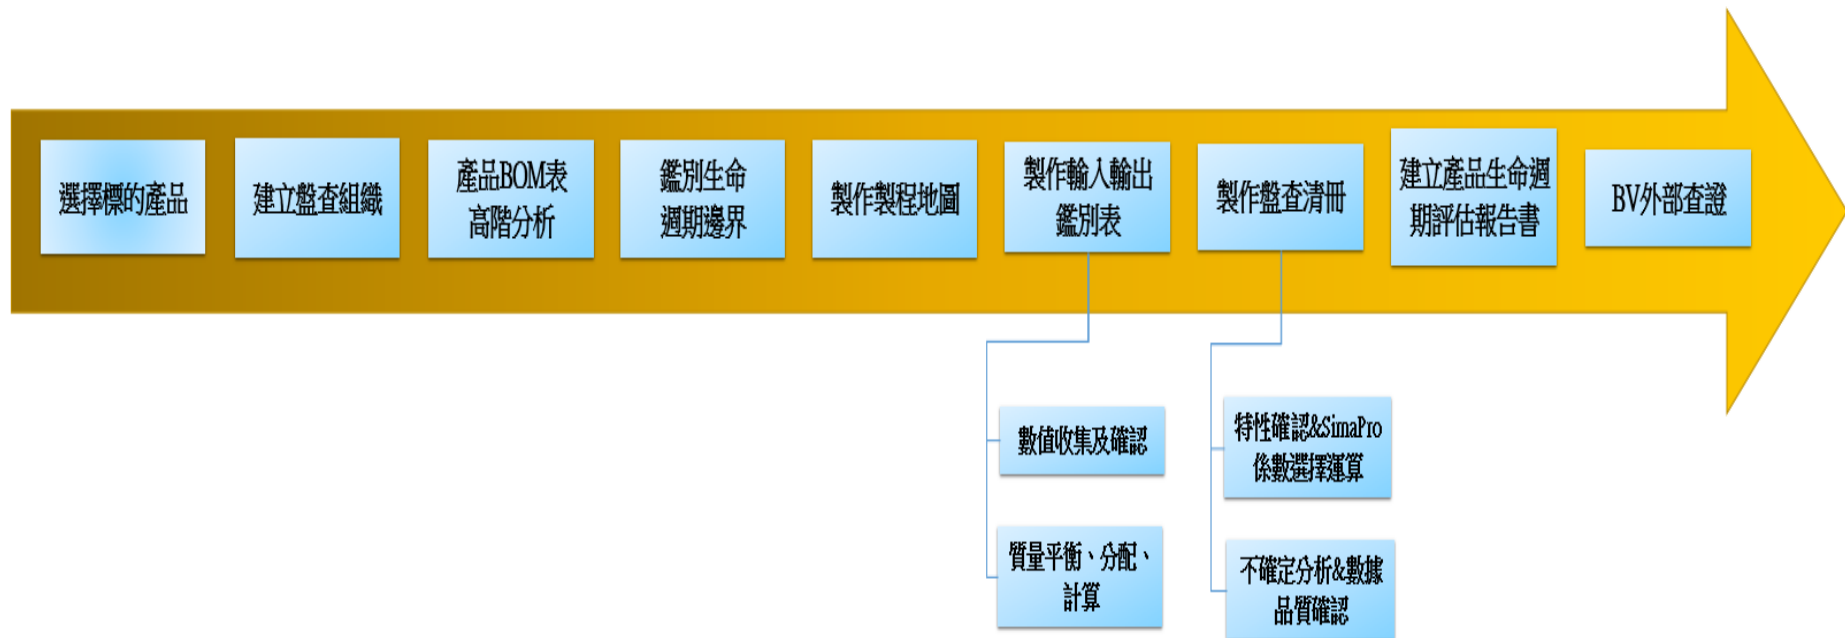 選擇標的產品
建立盤查組織
產品BOM表
高階分析
鑑別生命
週期邊界
製作製程地圖
製作輸入輸出
鑑別表
製作盤查清冊
建立產品生命週
期評估報告書
BV外部查證
數值收集及確認
質量平衡、分配、
計算
特性確認&SimaPro
係數選擇運算
不確定分析&數據
品質確認